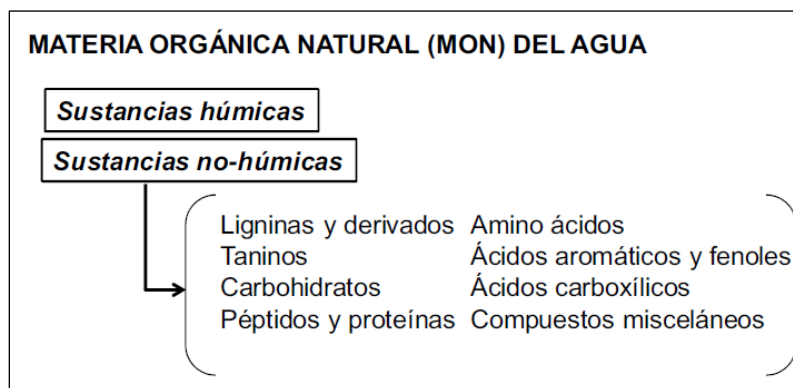 MATERIA ORGÁNICA NATURAL (MON) DEL AGUA
Sustancias húmicas
Sustancias no-húmicas
Ligninas y derivados Amino ácidos
Taninos Ácidos aromáticos y fenoles
Carbohidratos Ácidos carboxílicos
Péptidos y proteínas Compuestos misceláneos